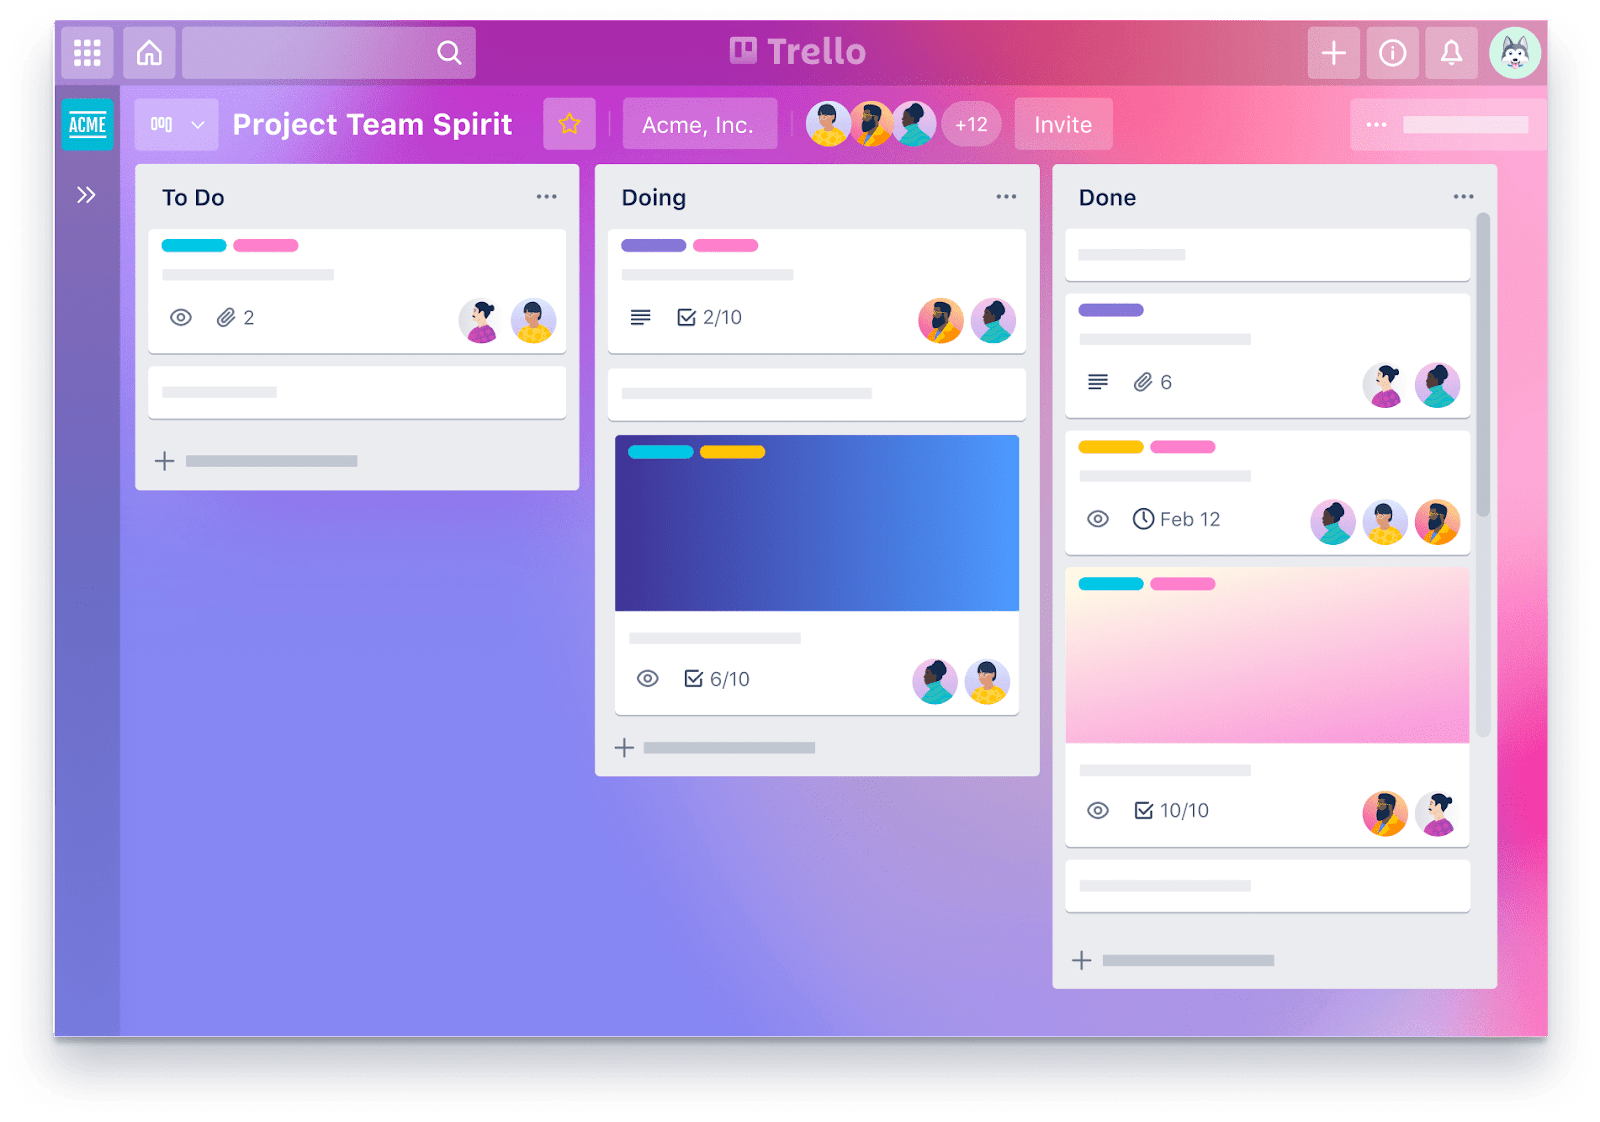 Trello
ACME
Project Team Spirit
Acme, Inc.
+12
Invite
To Do
2
Doing
2/10
6/10
Done
6
Feb 12
10/10